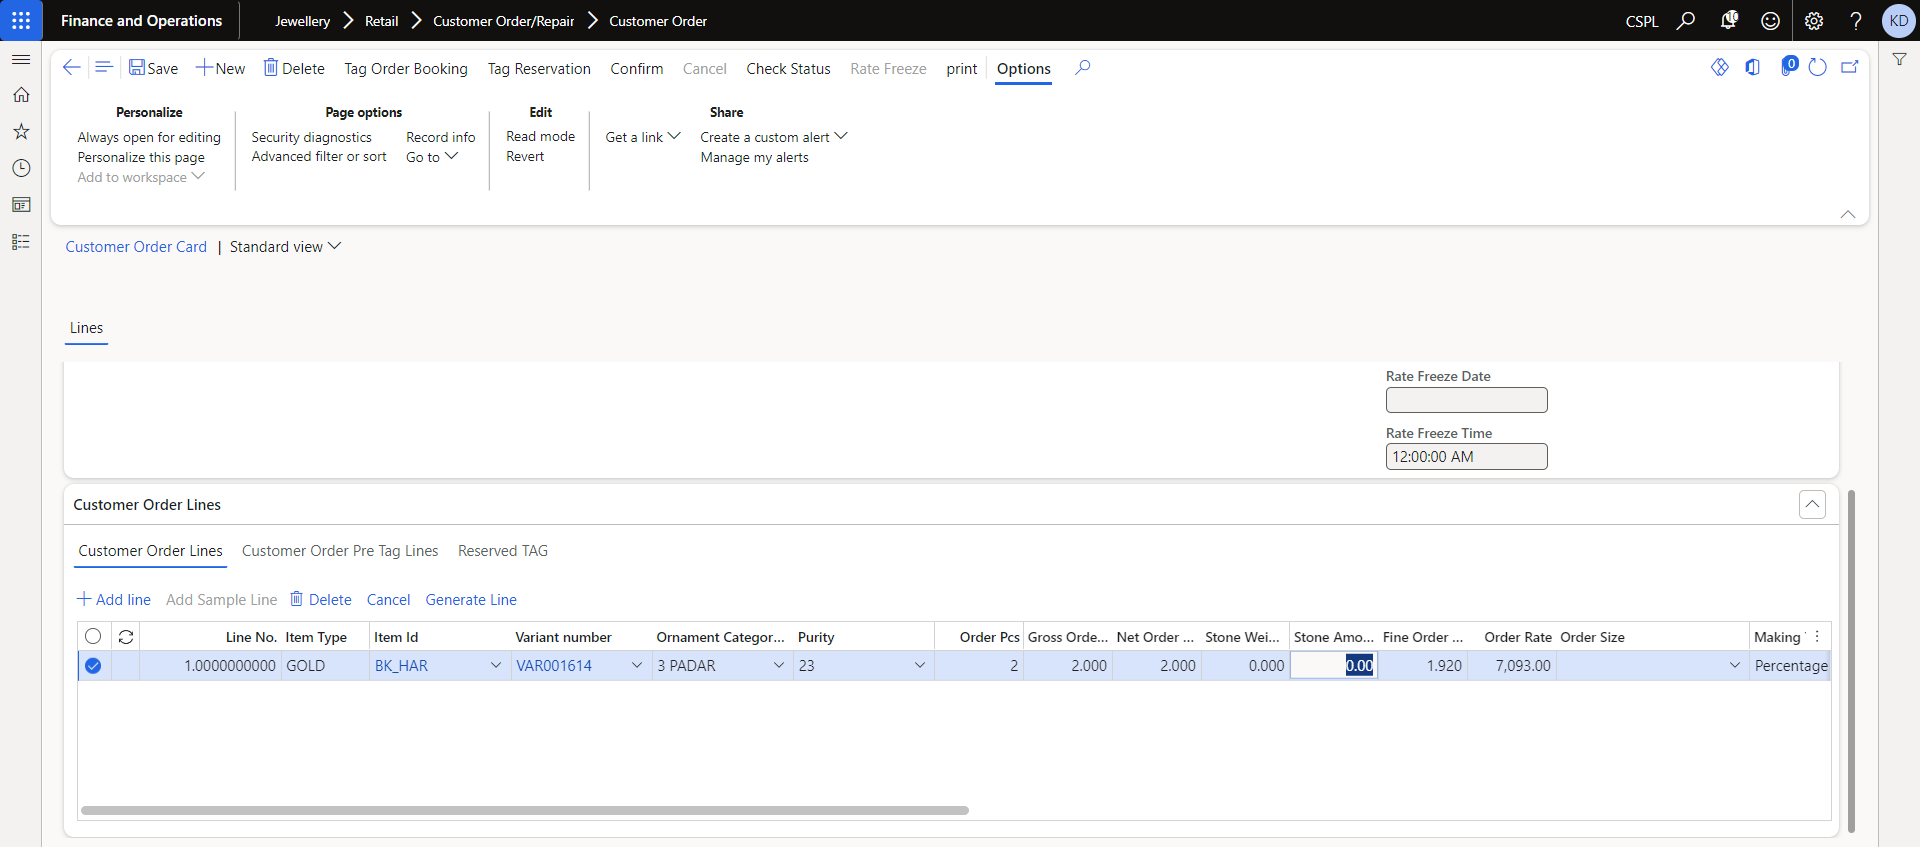 Finance and Operations
Jewellery > Retail > Customer Order/Repair > Customer Order
CSPL
10
KD
Save
New
Delete
Tag Order Booking
Tag Reservation
Confirm
Cancel
Check Status
Rate Freeze
print
Options
0
Personalize
Always open for editing
Personalize this page
Add to workspace
Page options
Security diagnostics
Advanced filter or sort
Record info
Go to
Edit
Read mode
Revert
Share
Get a link
Create a custom alert
Manage my alerts
Customer Order Card | Standard view
Lines
Rate Freeze Date
Rate Freeze Time
12:00:00 AM
Customer Order Lines
Customer Order Lines Customer Order Pre Tag Lines Reserved TAG
Add line Add Sample Line Delete Cancel Generate Line
Line No. Item Type Item Id Variant number Ornament Categor... Purity Order Pcs Gross Orde... Net Order ... Stone Wei... Stone Amo... Fine Order ... Order Rate Order Size Making
1.0000000000 GOLD BK_HAR VAR001614 3 PADAR 23 2 2.000 2.000 0.000 0.00 1.920 7,093.00 Percentage